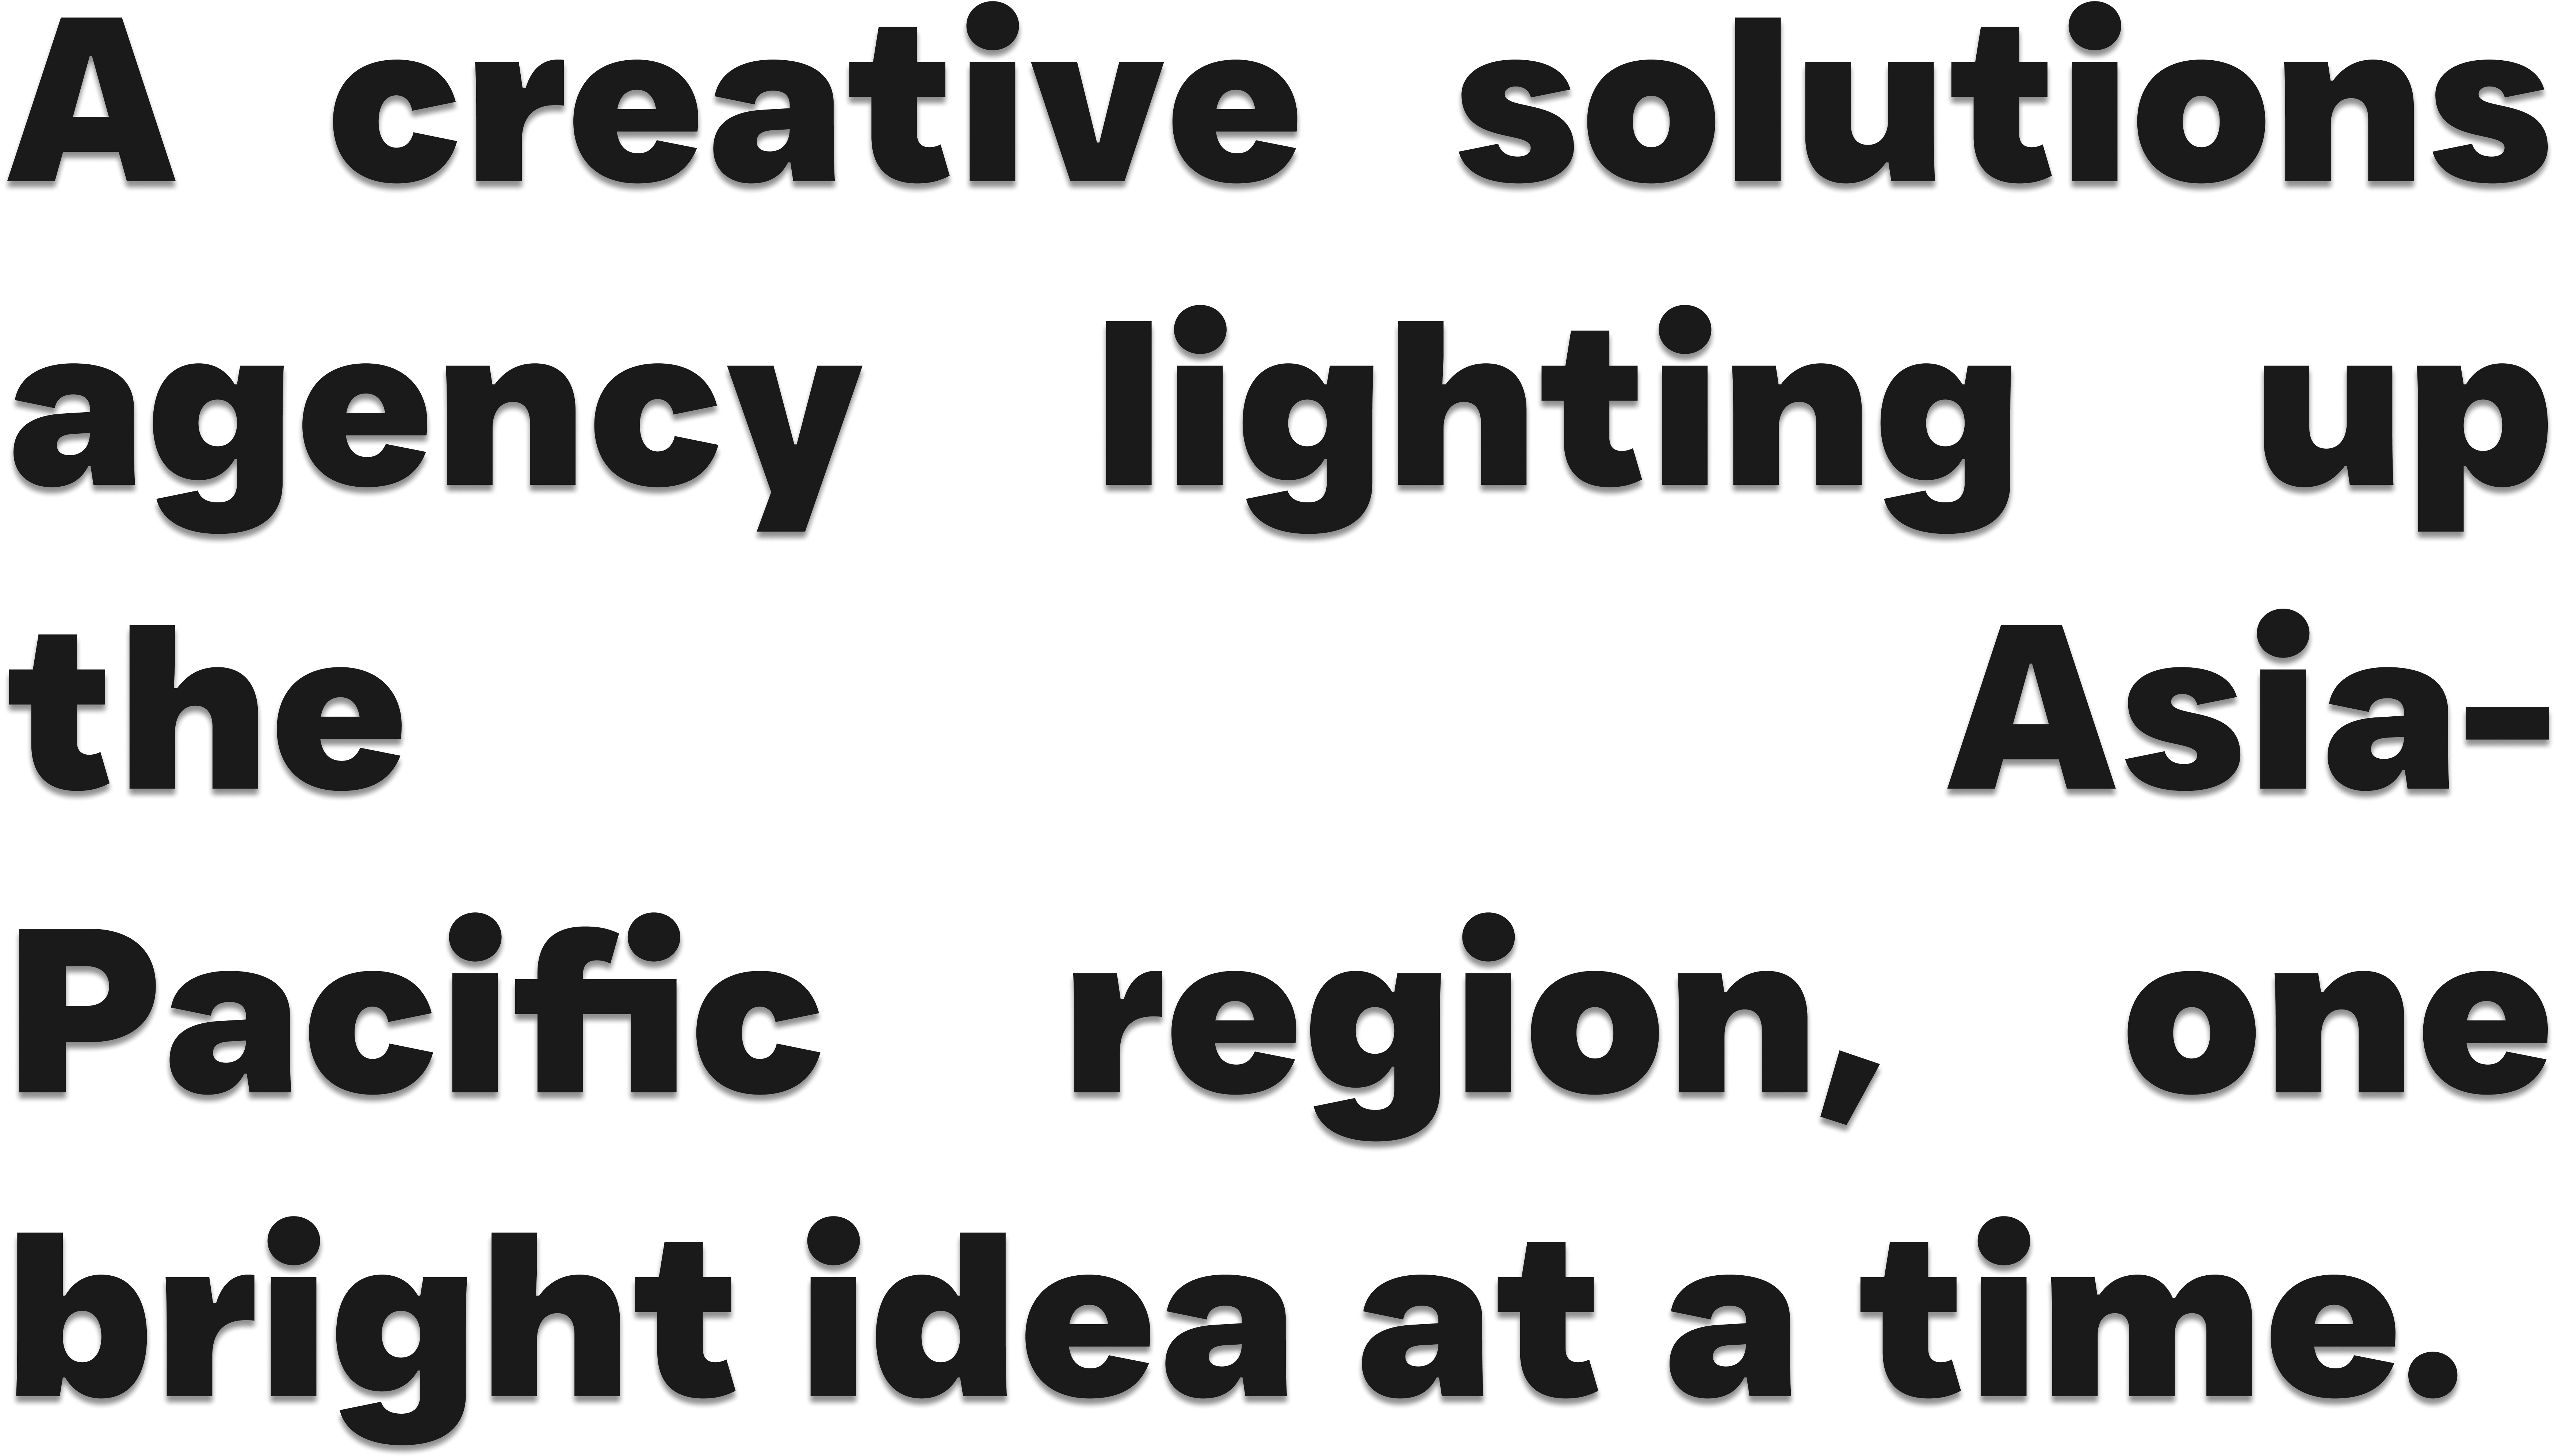 A creative solutions
agency lighting up
the Asia-
Pacific region, one
bright idea at a time.